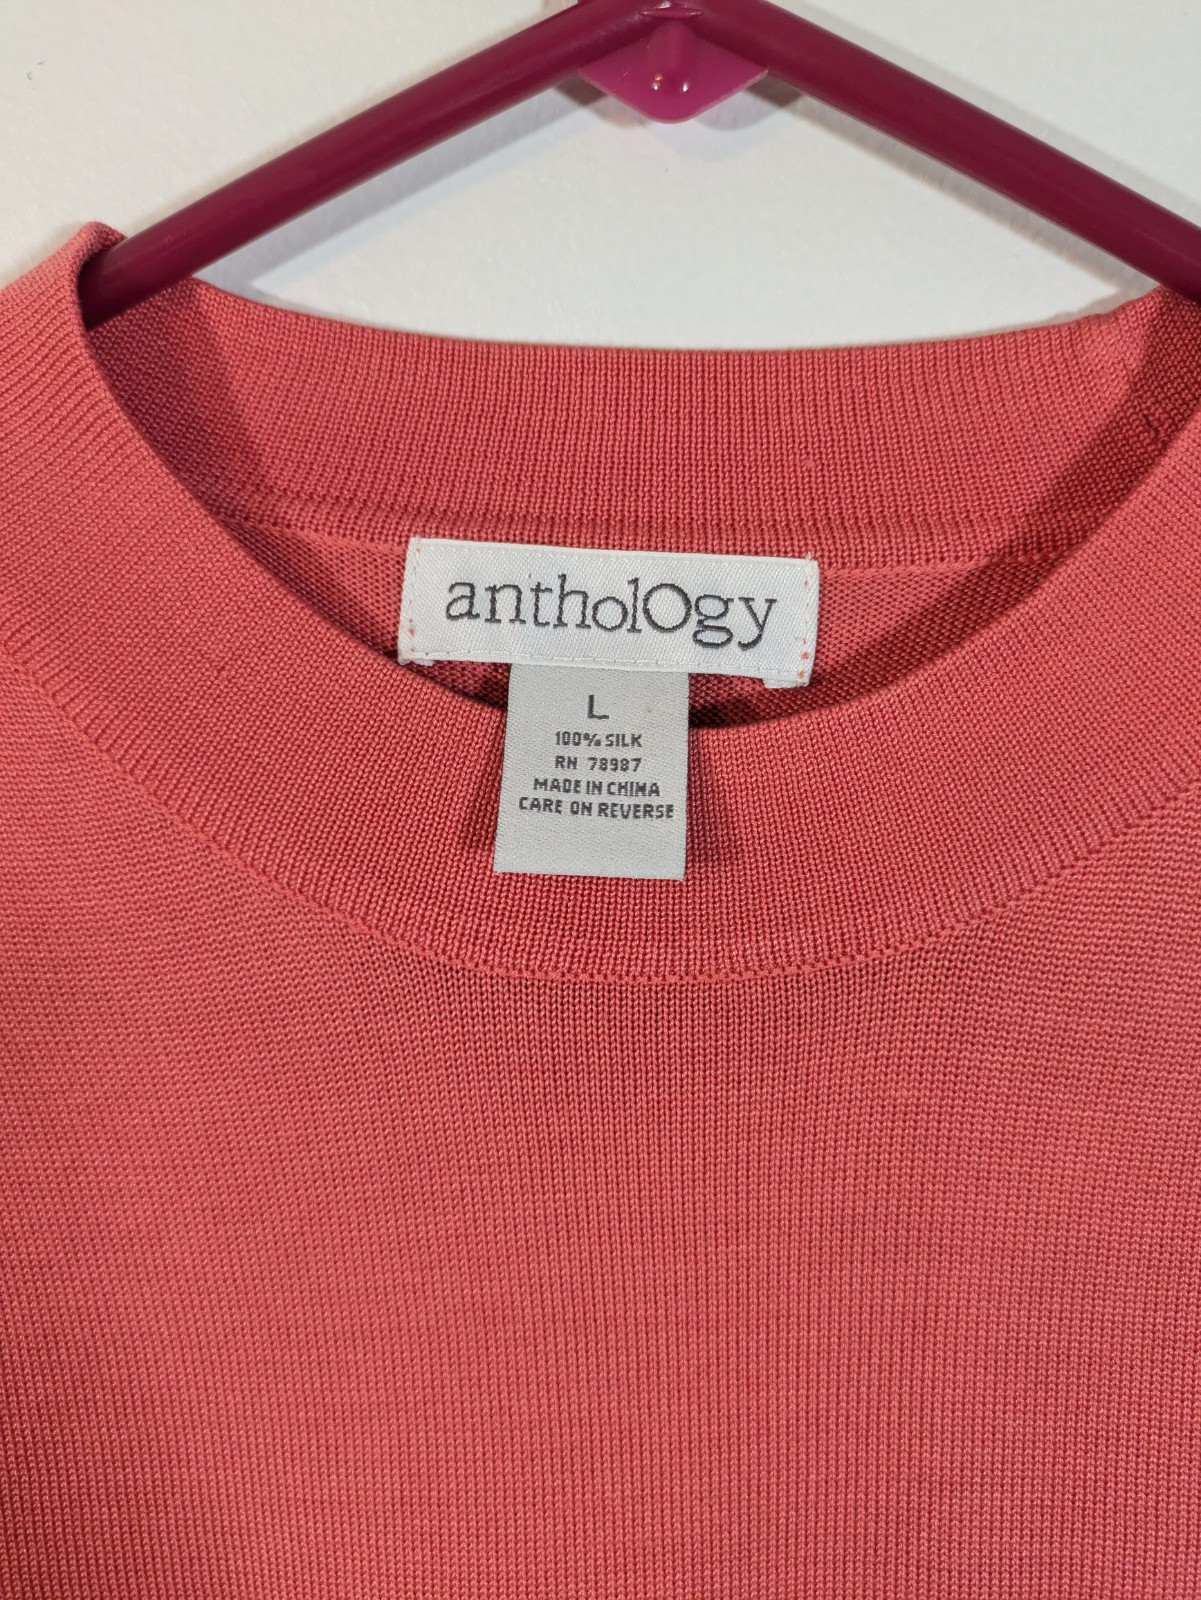 anthology
L
100% SILK
RN 78987
MADE IN CHINA
CARE ON REVERSE